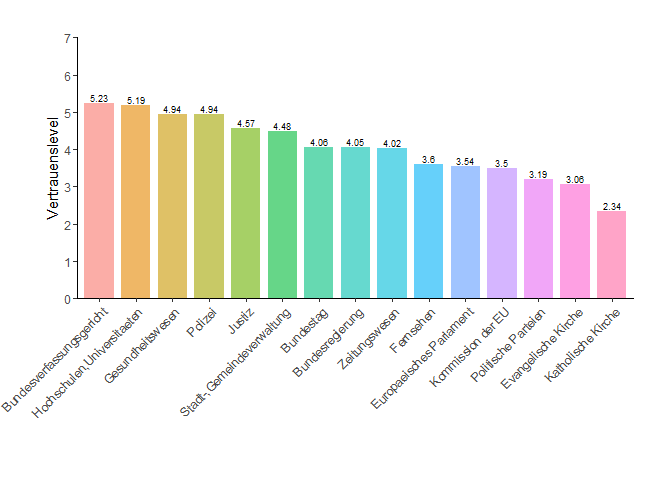 Vertrauenslevel
7
6
5
4
3
2
1
0
5.23
5.19
4.94
4.94
4.57
4.48
4.06
4.05
4.02
3.6
3.54
3.5
3.19
3.06
2.34
Bundesverfassungsgericht
Hochschulen,Universitaeten
Gesundheitswesen
Polizei
Justiz
Stadt-,Gemeindeverwaltung
Bundestag
Bundesregierung
Zeitungswesen
Fernsehen
Europaeisches Parlament
Kommission der EU
Politische Parteien
Evangelische Kirche
Katholische Kirche